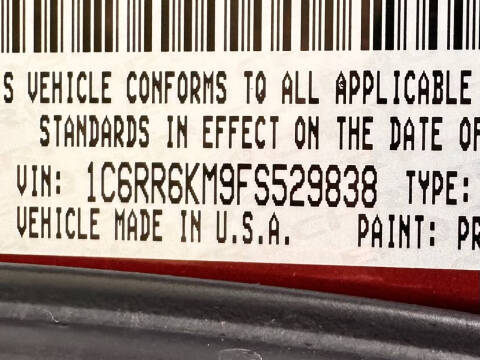 S VEHICLE CONFORMS TO ALL APPLICABLE
STANDARDS IN EFFECT ON THE DATE OF
VIN: 1C6RR6KM9FS529838 TYPE:
VEHICLE MADE IN U.S.A. PAINT: PR